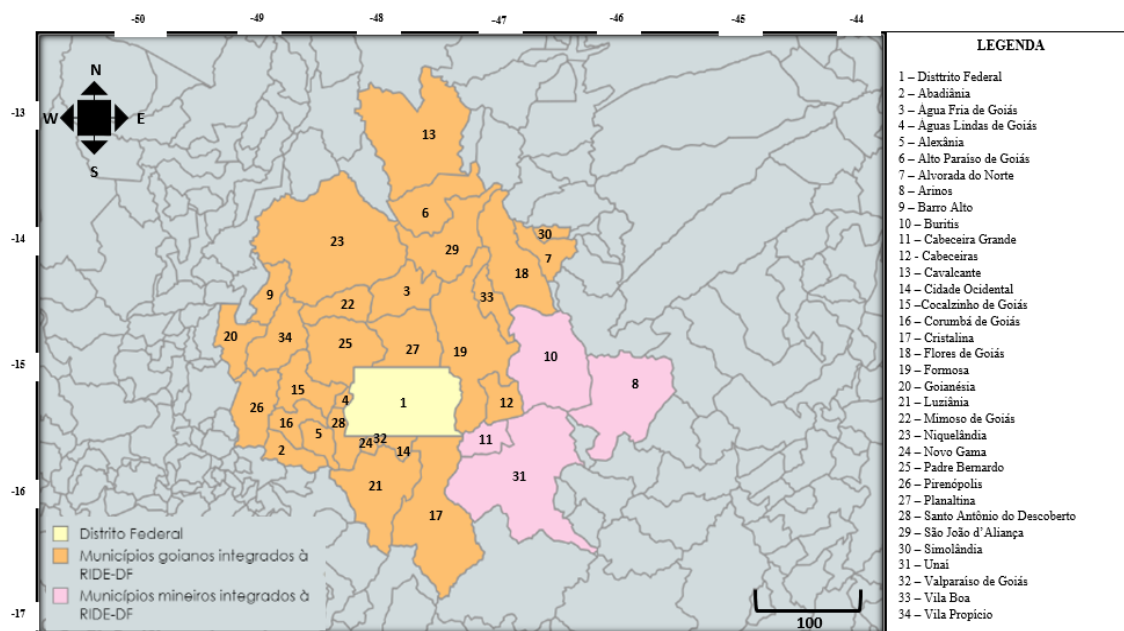 -50 -49 -48 -47 -46 -45 -44
-13
-14
-15
-16
-17
N
W E
S
13
6
23
29
30
7
18
9
3
33
22
20
34
25
27
19
10
8
15
4
1
12
26
16
28
5
2
24
32
14
11
21
17
31
Distrito Federal
Municípios goianos integrados à
RIDE-DF
Municípios mineiros integrados à
RIDE-DF
100
LEGENDA
1 – Disttrito Federal
2 – Abadiânia
3 – Água Fria de Goiás
4 – Águas Lindas de Goiás
5 – Alexânia
6 – Alto Paraíso de Goiás
7 – Alvorada do Norte
8 – Arinos
9 – Barro Alto
10 – Buritis
11 – Cabeceira Grande
12 - Cabeceiras
13 – Cavalcante
14 – Cidade Ocidental
15 –Cocalzinho de Goiás
16 – Corumbá de Goiás
17 – Cristalina
18 – Flores de Goiás
19 – Formosa
20 – Goianésia
21 – Luziânia
22 – Mimoso de Goiás
23 – Niquelândia
24 – Novo Gama
25 – Padre Bernardo
26 – Pirenópolis
27 – Planaltina
28 – Santo Antônio do Descoberto
29 – São João d'Aliança
30 – Simolândia
31 – Unaí
32 – Valparaíso de Goiás
33 – Vila Boa
34 – Vila Propício